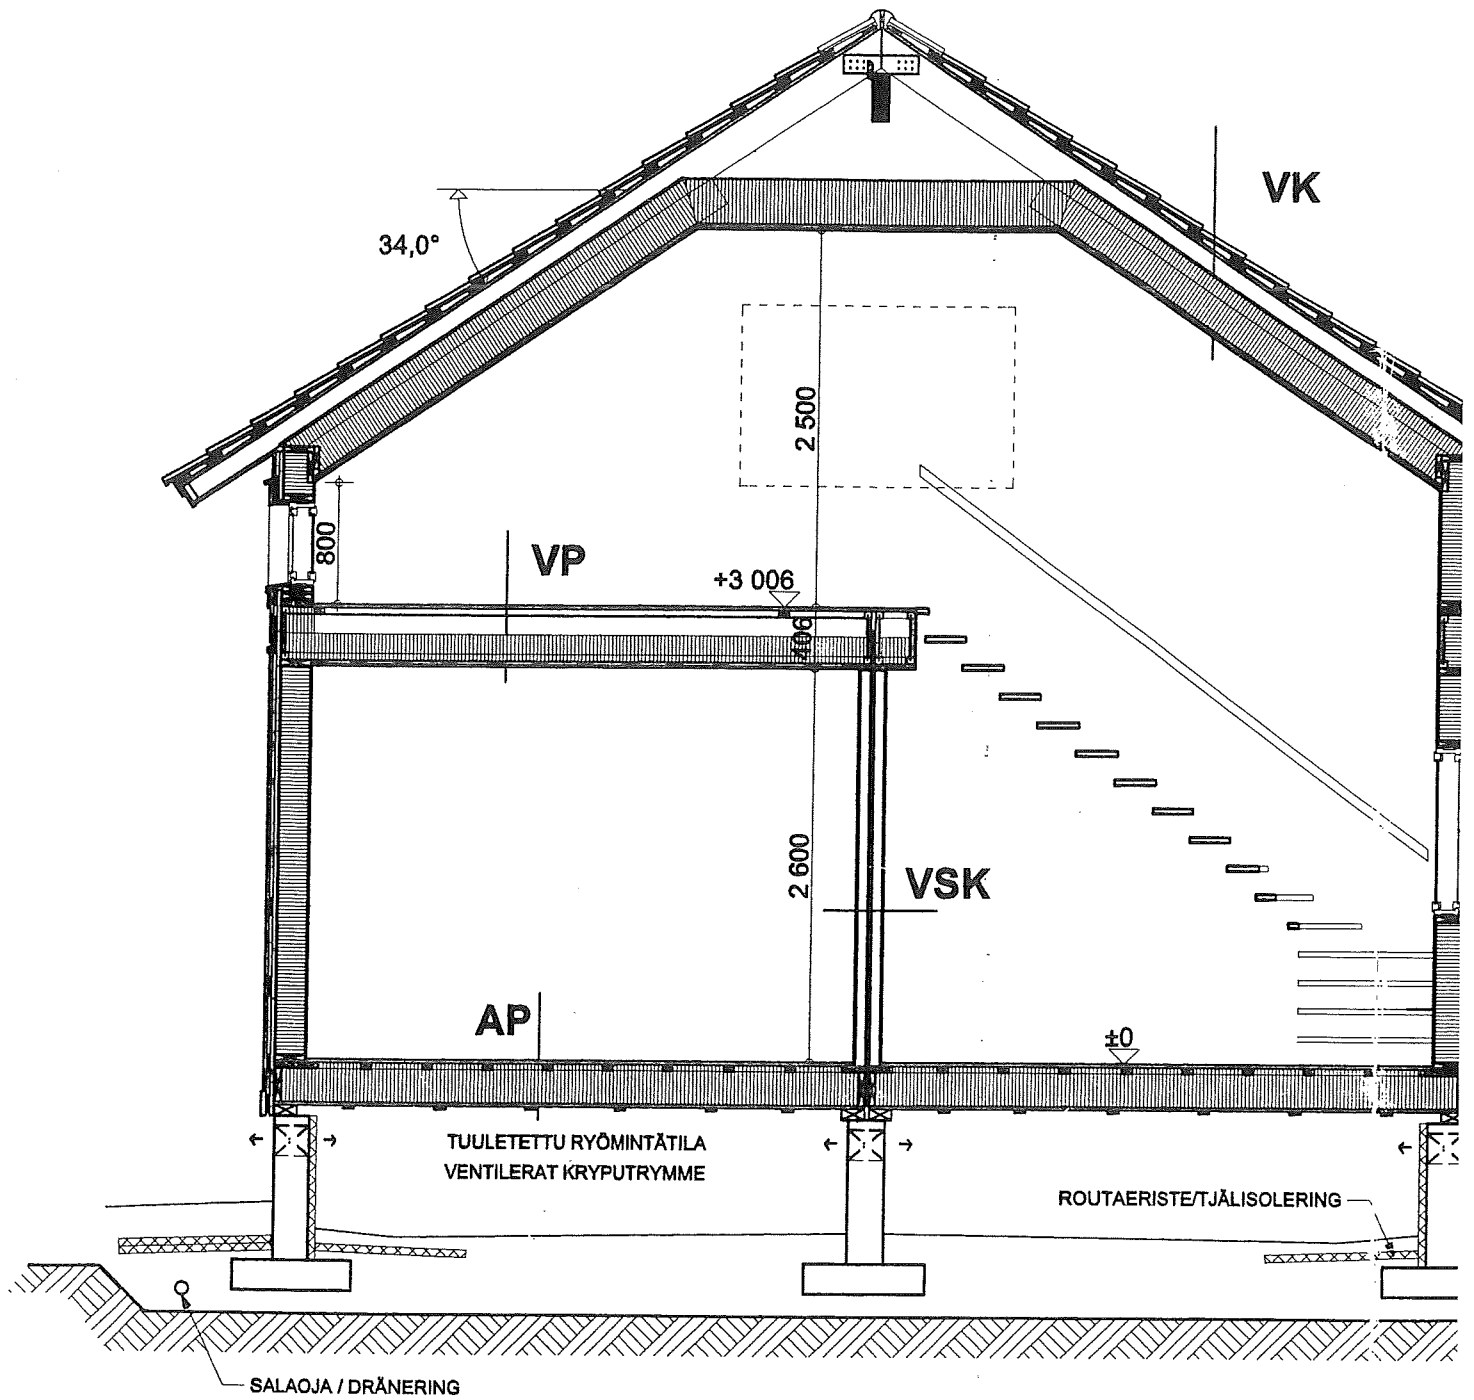 VK
34,0°
2 500
800
VP
+3 006
406
2 600
VSK
AP
±0
TUULETETTU RYÖMINTÄTILA
VENTILERAT KRYPUTRYMME
ROUTAERISTE/TJÄLISOLERING
SALAOJA / DRÄNERING